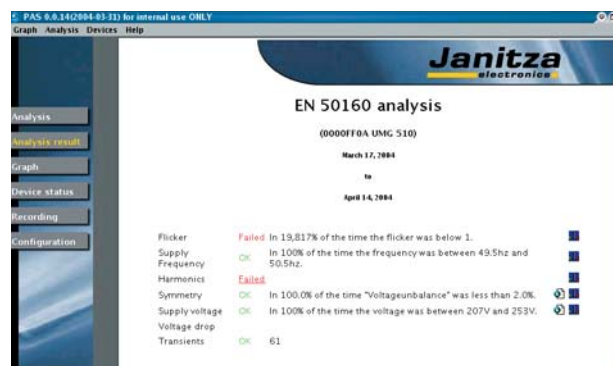 PAS 0.0.14(2004-03-31) for internal use ONLY
Graph Analysis Devices Help
Janitza
electronics
Analysis
Analysis result
Graph
Device status
Recording
Configuration
EN 50160 analysis
(0000FF0A UMG 510)
March 17, 2004
to
April 14, 2004
Flicker Failed In 19,817% of the time the flicker was below 1.
Supply Frequency OK In 100% of the time the frequency was between 49.5hz and
50.5hz.
Harmonics Failed
Symmetry OK In 100.0% of the time "Voltageunbalance" was less than 2.0%.
Supply voltage OK In 100% of the time the voltage was between 207V and 253V.
Voltage drop
Transients OK 61